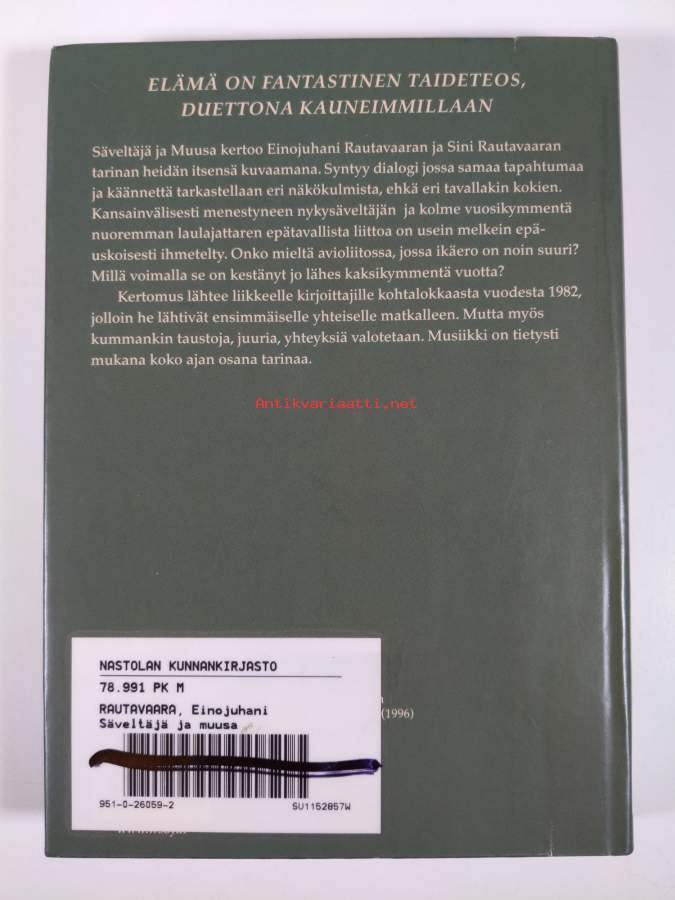 ELÄMÄ ON FANTASTINEN TAIDETEOS,
DUETTONA KAUNEIMMILLAAN
Säveltäjä ja Muusa kertoo Einojuhani Rautavaaran ja Sini Rautavaaran
tarinan heidän itsensä kuvaamana. Syntyy dialogi jossa samaa tapahtumaa
ja käännettä tarkastellaan eri näkökulmista, ehkä eri tavallakin kokien.
Kansainvälisesti menestyneen nykysäveltäjän ja kolme vuosikymmentä
nuoremman laulajattaren epätavallista liittoa on usein melkein epä-
uskoisesti ihmetelty. Onko mieltä avioliitossa, jossa ikäero on noin suuri?
Millä voimalla se on kestänyt jo lähes kaksikymmentä vuotta?
Kertomus lähtee liikkeelle kirjoittajille kohtalokkaasta vuodesta 1982,
jolloin he lähtivät ensimmäiselle yhteiselle matkalleen. Mutta myös
kummankin taustoja, juuria, yhteyksiä valotetaan. Musiikki on tietysti
mukana koko ajan osana tarinaa.
Antikvariaatti.net
NASTOLAN KUNNANKIRJASTO
78.991 PK M
RAUTAVAARA, Einojuhani
Säveltäjä ja muusa
(1996)
951-0-26059-2 SU1152857W